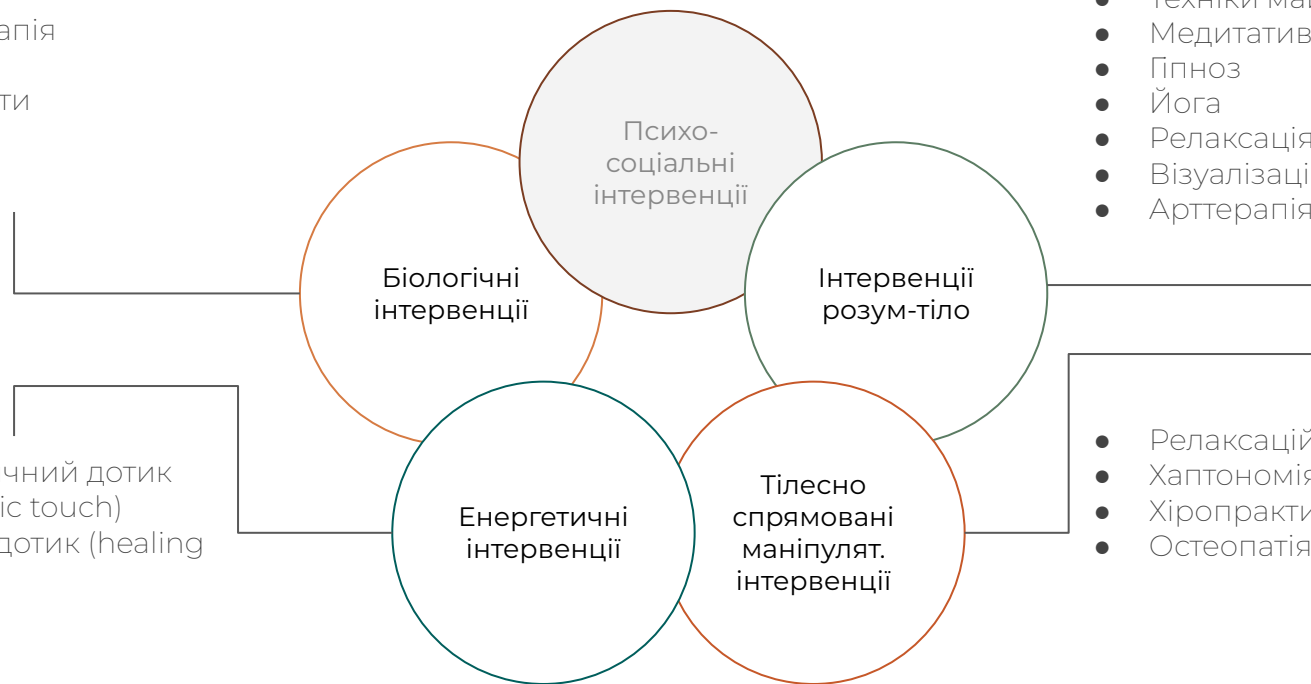 апія
ти
Психо-
соціальні
інтервенції
Медитатив
Гіпноз
Йога
Релаксація
Візуалізаці
Арттерапія
Біологічні
інтервенції
Інтервенції
розум-тіло
чний дотик
ic touch)
дотик (healing
Енергетичні
інтервенції
Тілесно
спрямовані
маніпулят.
інтервенції
Релаксацій
Хаптономія
Хіропракти
Остеопатія